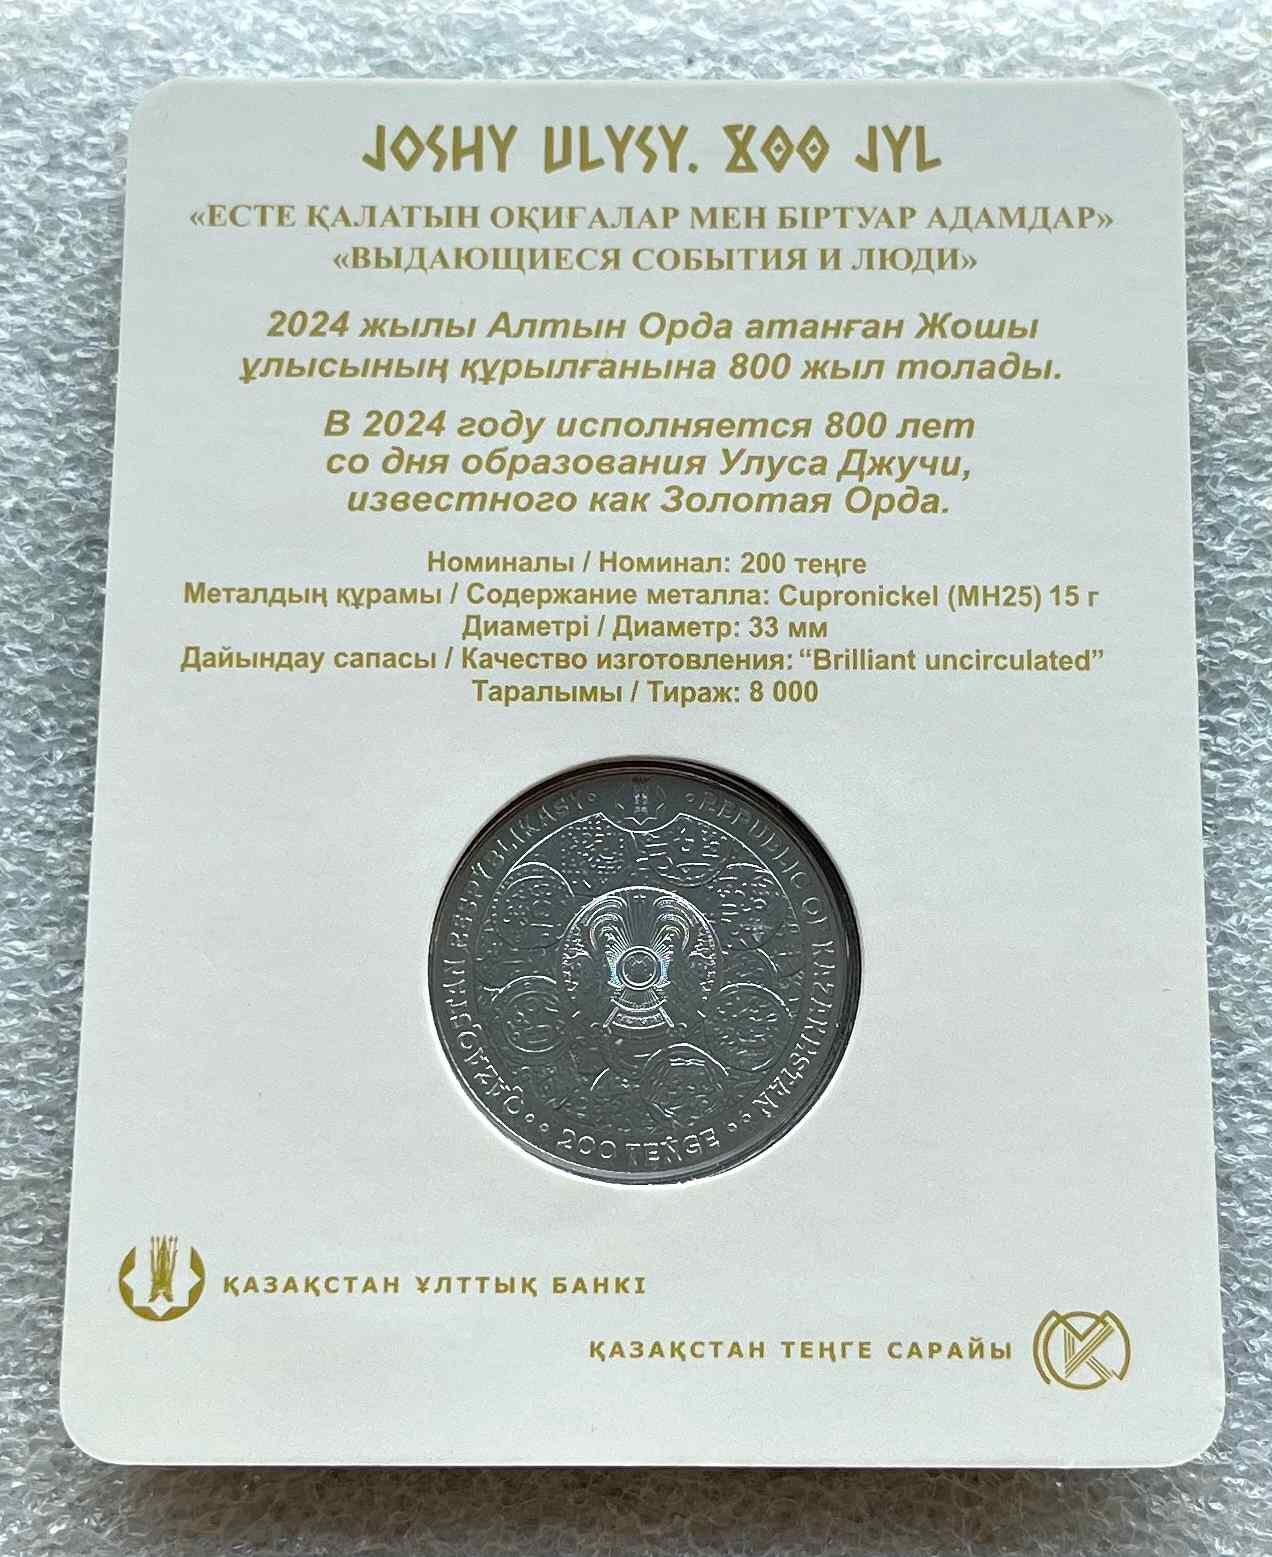 JOSHY ULYSY. 800 JYL
«ЕСТЕ ҚАЛАТЫН ОҚИҒАЛАР МЕН БІРТУАР АДАМДАР»
«ВЫДАЮЩИЕСЯ СОБЫТИЯ И ЛЮДИ»
2024 жылы Алтын Орда атанған Жошы
ұлысының құрылғанына 800 жыл толады.
В 2024 году исполняется 800 лет
со дня образования Улуса Джучи,
известного как Золотая Орда.
Номиналы / Номинал: 200 теңге
Металдың құрамы / Содержание металла: Cupronickel (МН25) 15 г
Диаметрі / Диаметр: 33 мм
Дайындау сапасы / Качество изготовления: “Brilliant uncirculated”
Таралымы / Тираж: 8 000
QAZAQSTAN RESPÝBLIKASY
REPUBLIC OF KAZAKHSTAN
200 TEŃGE
ҚАЗАҚСТАН ҰЛТТЫҚ БАНКІ
ҚАЗАҚСТАН ТЕҢГЕ САРАЙЫ